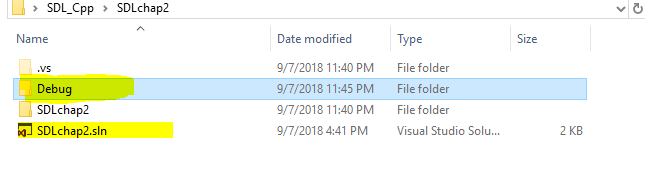 SDL_Cpp > SDLchap2
Name Date modified Type Size
.vs 9/7/2018 11:40 PM File folder
Debug 9/7/2018 11:45 PM File folder
SDLchap2 9/7/2018 11:40 PM File folder
SDLchap2.sln 9/7/2018 4:41 PM Visual Studio Solu... 2 KB